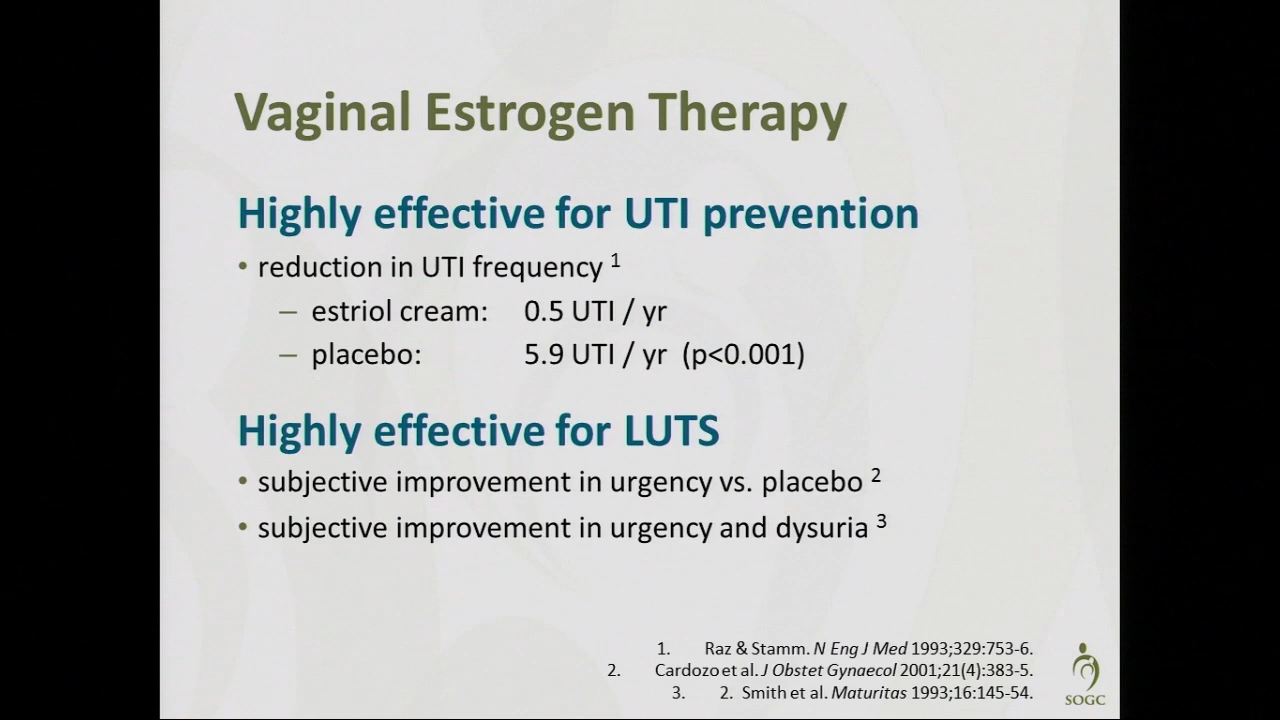 Vaginal Estrogen Therapy
Highly effective for UTI prevention
• reduction in UTI frequency 1
– estriol cream: 0.5 UTI / yr
– placebo: 5.9 UTI / yr (p<0.001)
Highly effective for LUTS
• subjective improvement in urgency vs. placebo 2
• subjective improvement in urgency and dysuria 3
1. Raz & Stamm. N Eng J Med 1993;329:753-6.
2. Cardozo et al. J Obstet Gynaecol 2001;21(4):383-5.
3. 2. Smith et al. Maturitas 1993;16:145-54.
SOGC